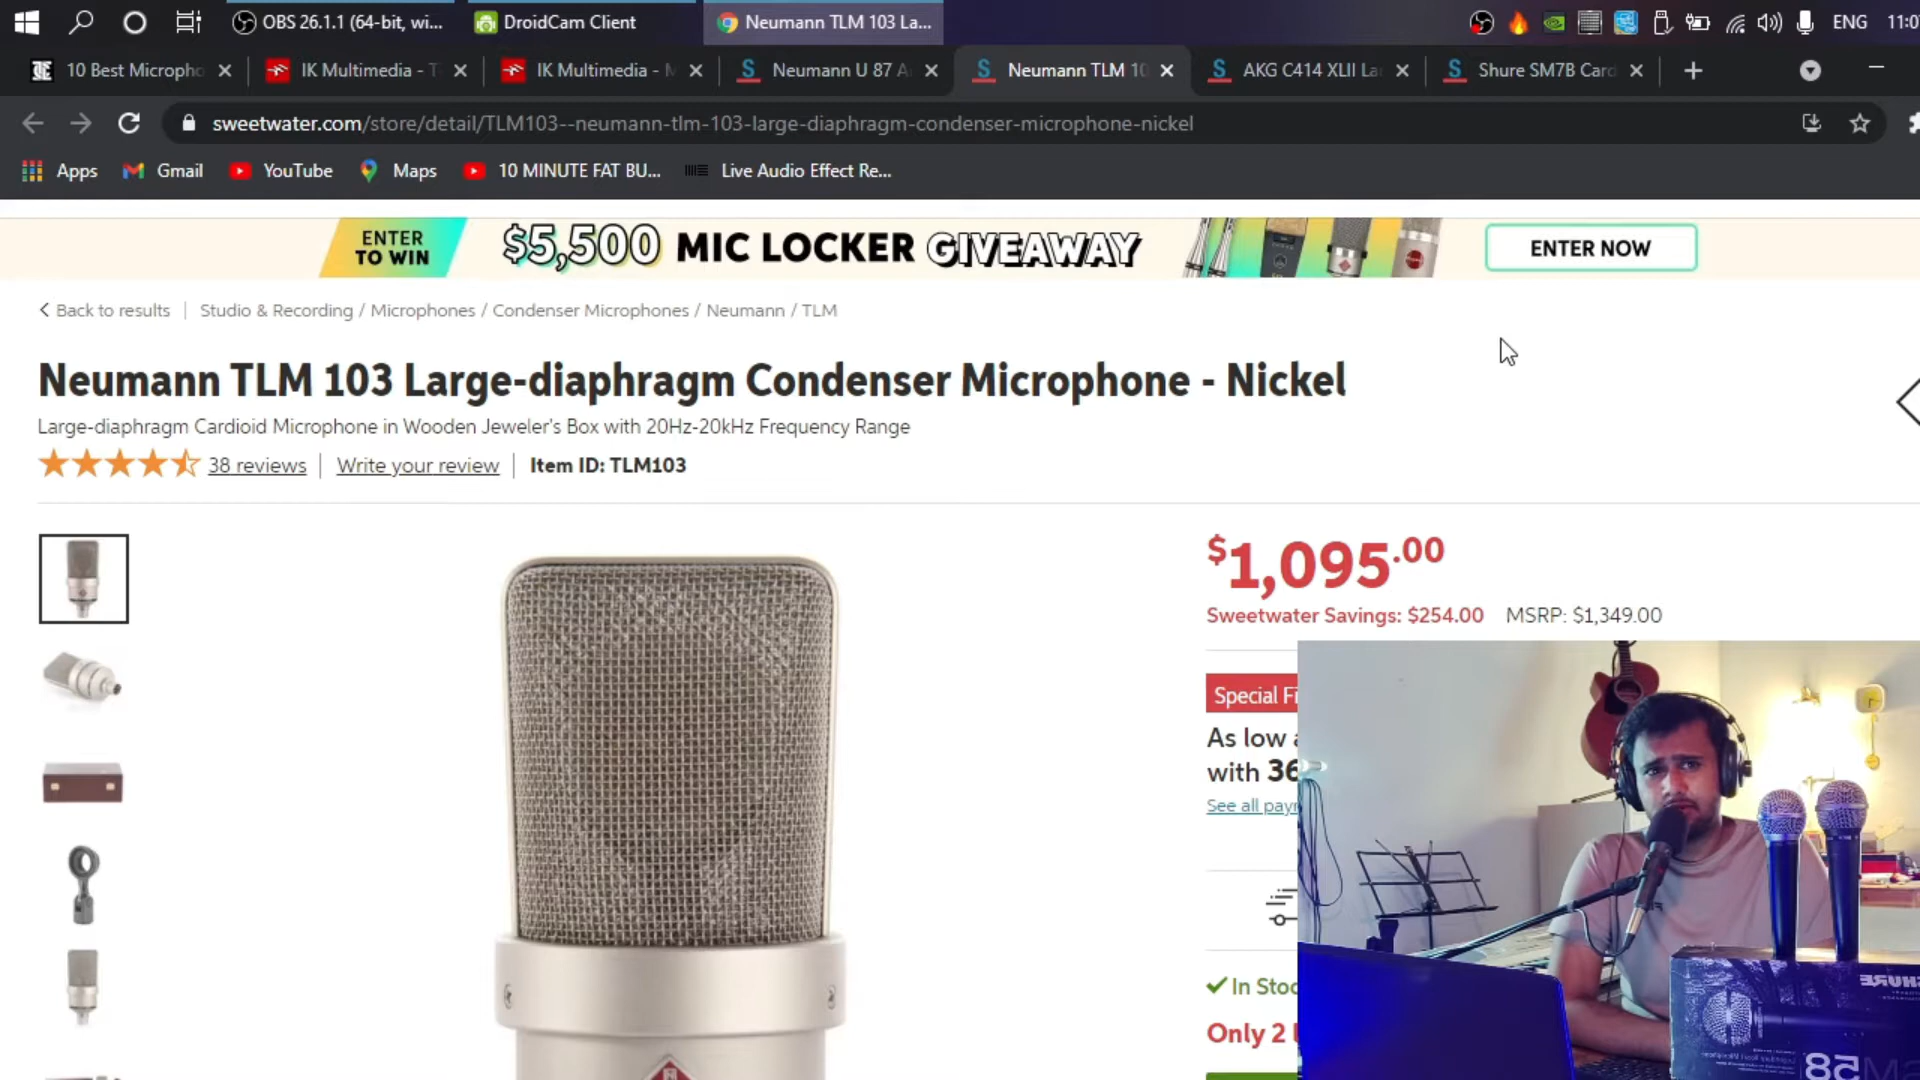 OBS 26.1.1 (64-bit, wi...
DroidCam Client
Neumann TLM 103 La...
ENG
11:0
10 Best Micropho
IK Multimedia - T
IK Multimedia - M
Neumann U 87 A
Neumann TLM 10
AKG C414 XLII La
Shure SM7B Card
sweetwater.com/store/detail/TLM103--neumann-tlm-103-large-diaphragm-condenser-microphone-nickel
Apps
Gmail
YouTube
Maps
10 MINUTE FAT BU...
Live Audio Effect Re...
ENTER
TO WIN
$5,500 MIC LOCKER GIVEAWAY
ENTER NOW
Back to results
Studio & Recording / Microphones / Condenser Microphones / Neumann / TLM
Neumann TLM 103 Large-diaphragm Condenser Microphone - Nickel
Large-diaphragm Cardioid Microphone in Wooden Jeweler's Box with 20Hz-20kHz Frequency Range
38 reviews
Write your review
Item ID: TLM103
$1,095.00
Sweetwater Savings: $254.00
MSRP: $1,349.00
Special Fi
As low a
with 36
See all payr
In Stoc
Only 2 l
SHURE
SM58